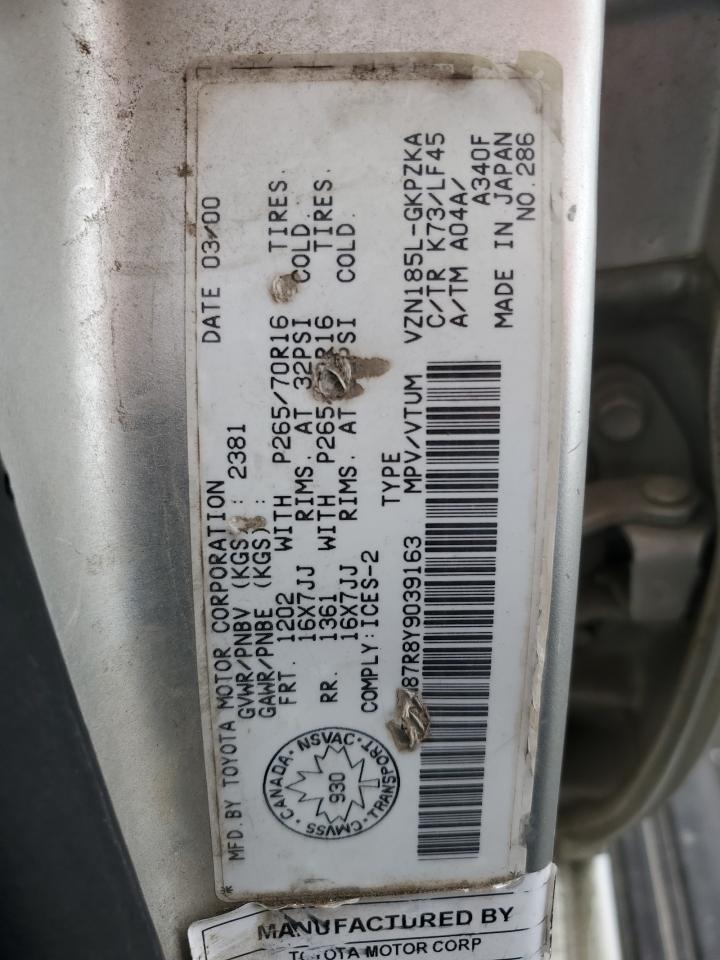 MFD. BY TOYOTA MOTOR CORPORATION DATE 03/00
GVWR/PNBV (KGS) : 2381
GAWR/PNBE (KGS) :
FRT. 1202 WITH P265/70R16 TIRES.
16X7JJ RIMS. AT 32PSI COLD.
RR. 1361 WITH TIRES.
16X7JJ RIMS. AT COLD.
COMPLY:ICES-2 TYPE
87R8Y9039163 MPV/VTUM
VZN185L-GKPZKA
C/TR K73/LF45
A/TM A04A/
A340F
MADE IN JAPAN
NO.286
CANADA · NSVAC · TRANSPORT · CMVSS
930
MANUFACTURED BY
TOYOTA MOTOR CORP